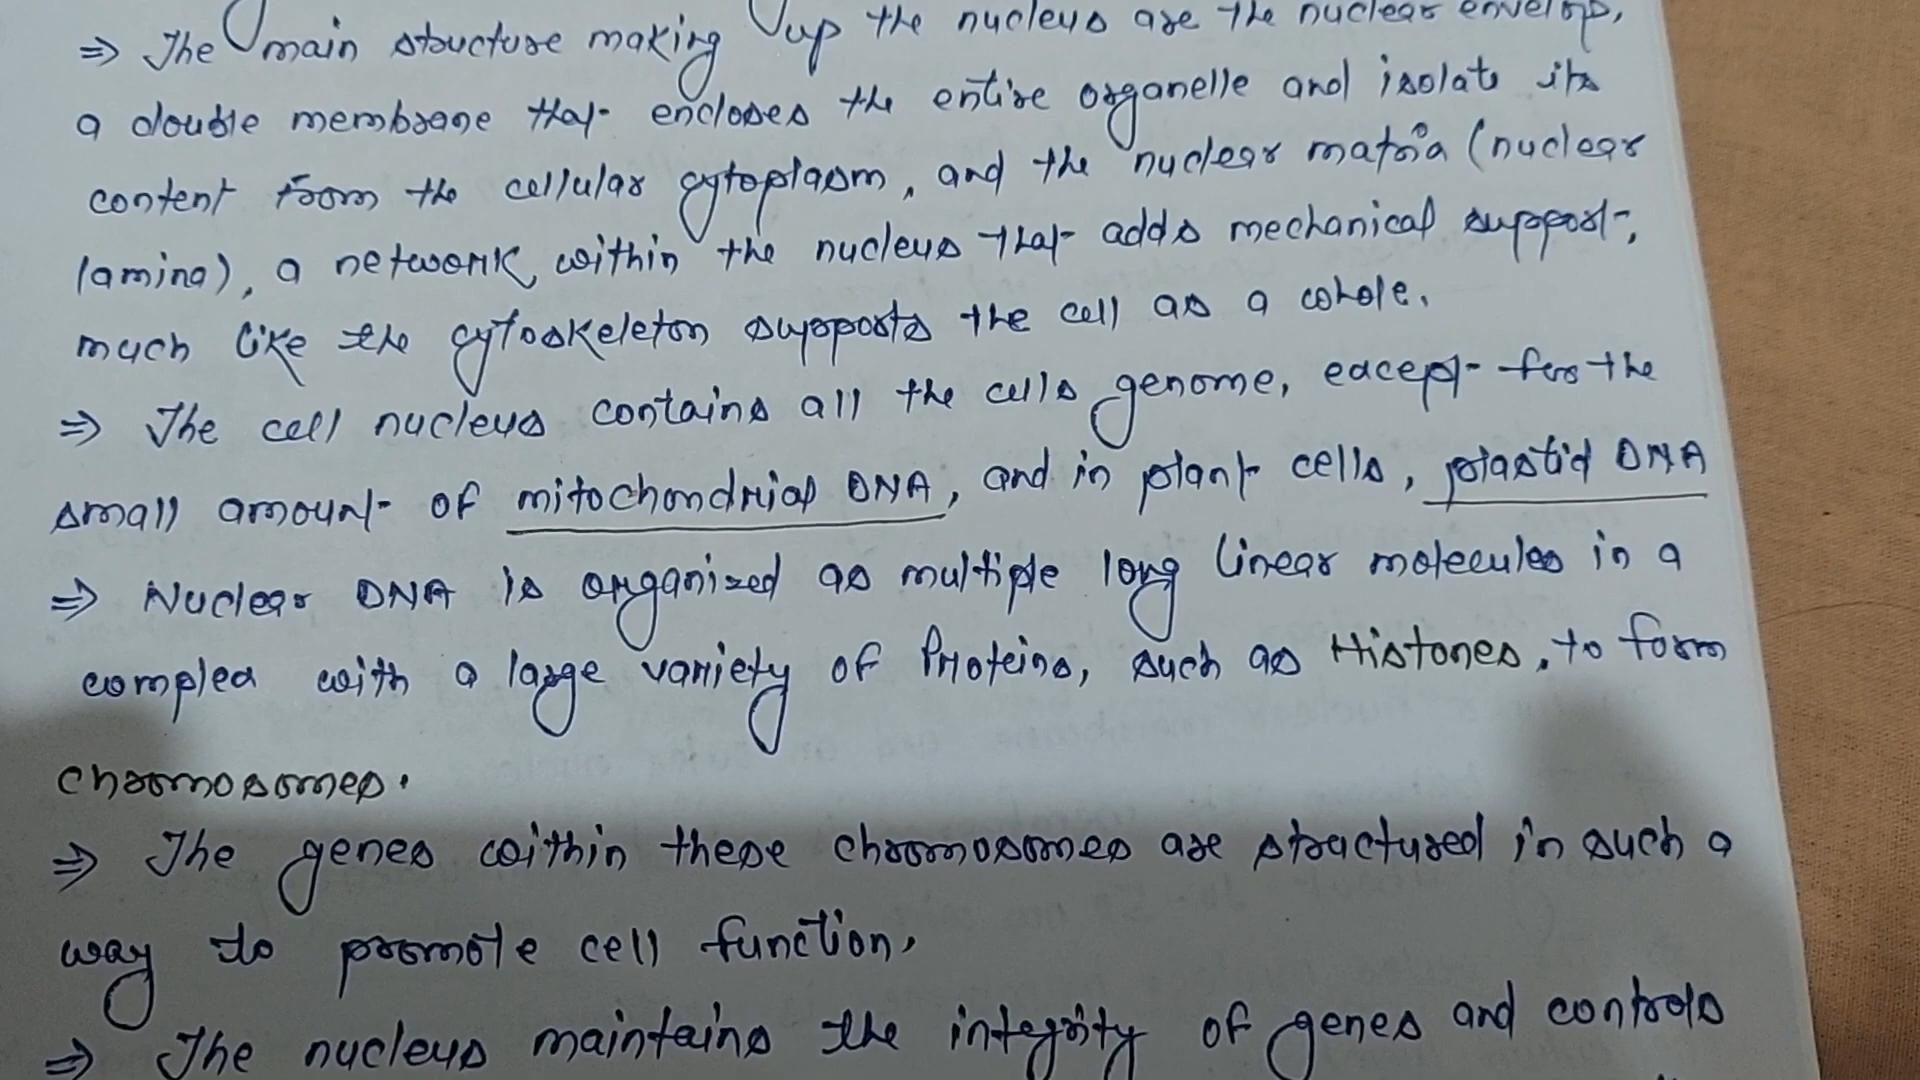 ⇒ The main structure making up the nucleus are the nuclear envelop,
a double membrane that encloses the entire organelle and isolate its
content from the cellular cytoplasm, and the nuclear matrix (nuclear
lamina), a network within the nucleus that adds mechanical support,
much like the cytoskeleton supports the cell as a whole.
⇒ The cell nucleus contains all the cells genome, except for the
small amount of mitochondrial DNA, and in plant cells, plastid DNA
⇒ Nuclear DNA is organized as multiple long linear molecules in a
complex with a large variety of Proteins, such as Histones, to form
chromosomes.
⇒ The genes within these chromosomes are structured in such a
way to promote cell function,
⇒ The nucleus maintains the integrity of genes and controls